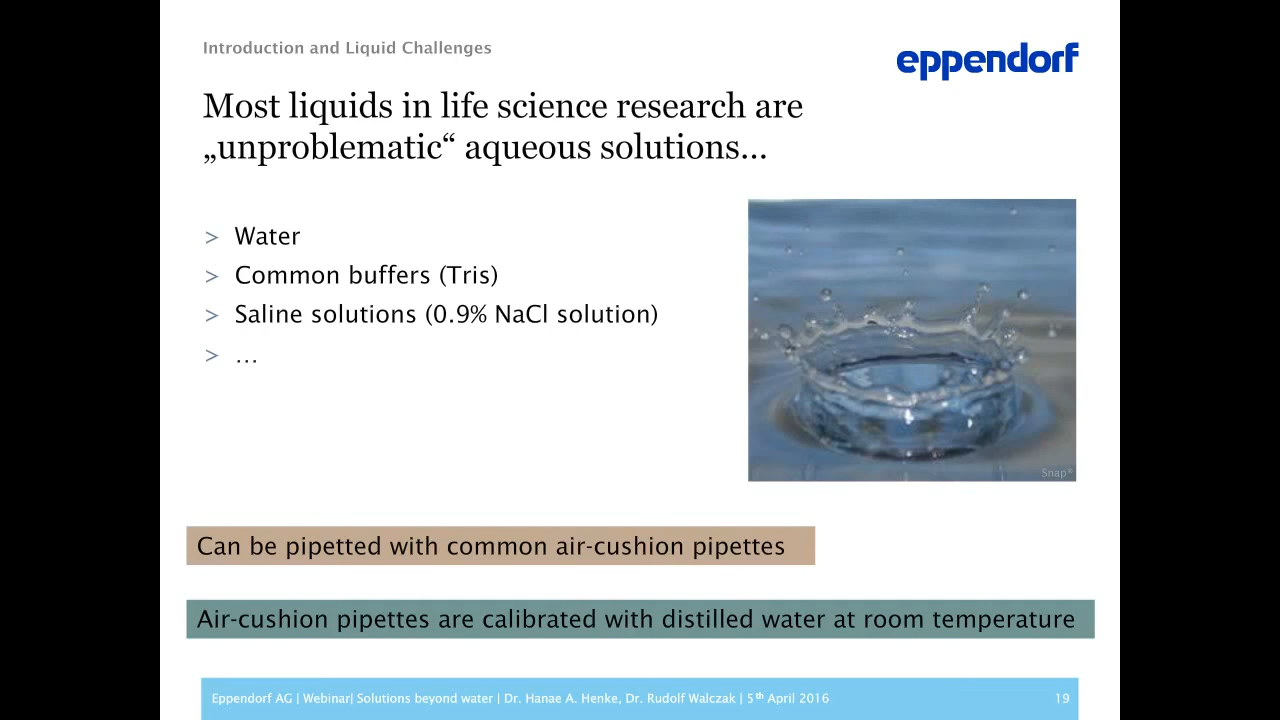 Introduction and Liquid Challenges
eppendorf
Most liquids in life science research are
„unproblematic“ aqueous solutions...
> Water
> Common buffers (Tris)
> Saline solutions (0.9% NaCl solution)
> ...
Snap®
Can be pipetted with common air-cushion pipettes
Air-cushion pipettes are calibrated with distilled water at room temperature
Eppendorf AG | Webinar| Solutions beyond water | Dr. Hanae A. Henke, Dr. Rudolf Walczak | 5th April 2016 19